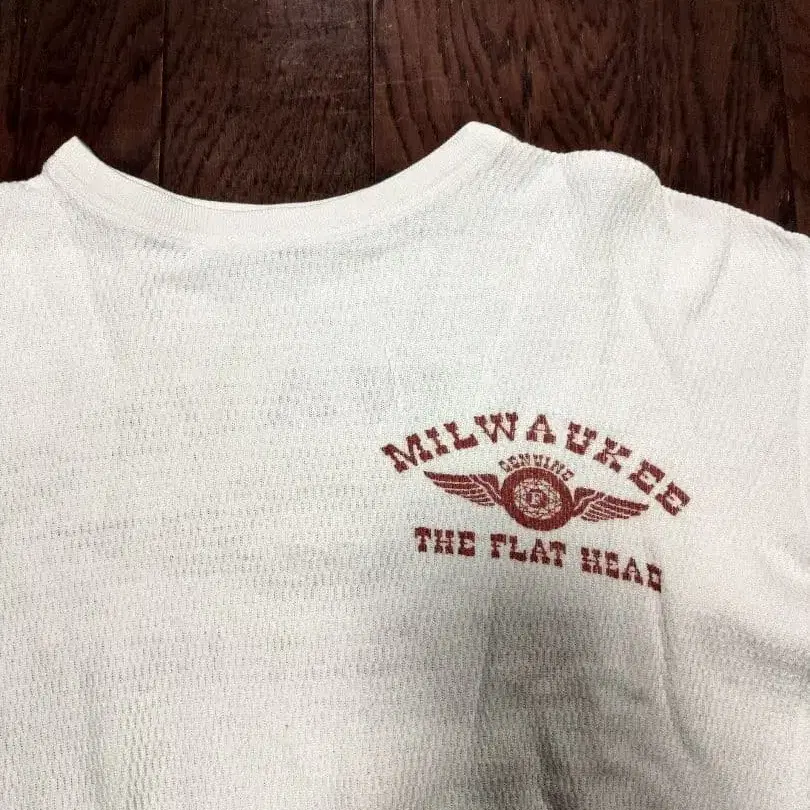 MILWAUKEE
GENUINE
F
THE FLAT HEAD